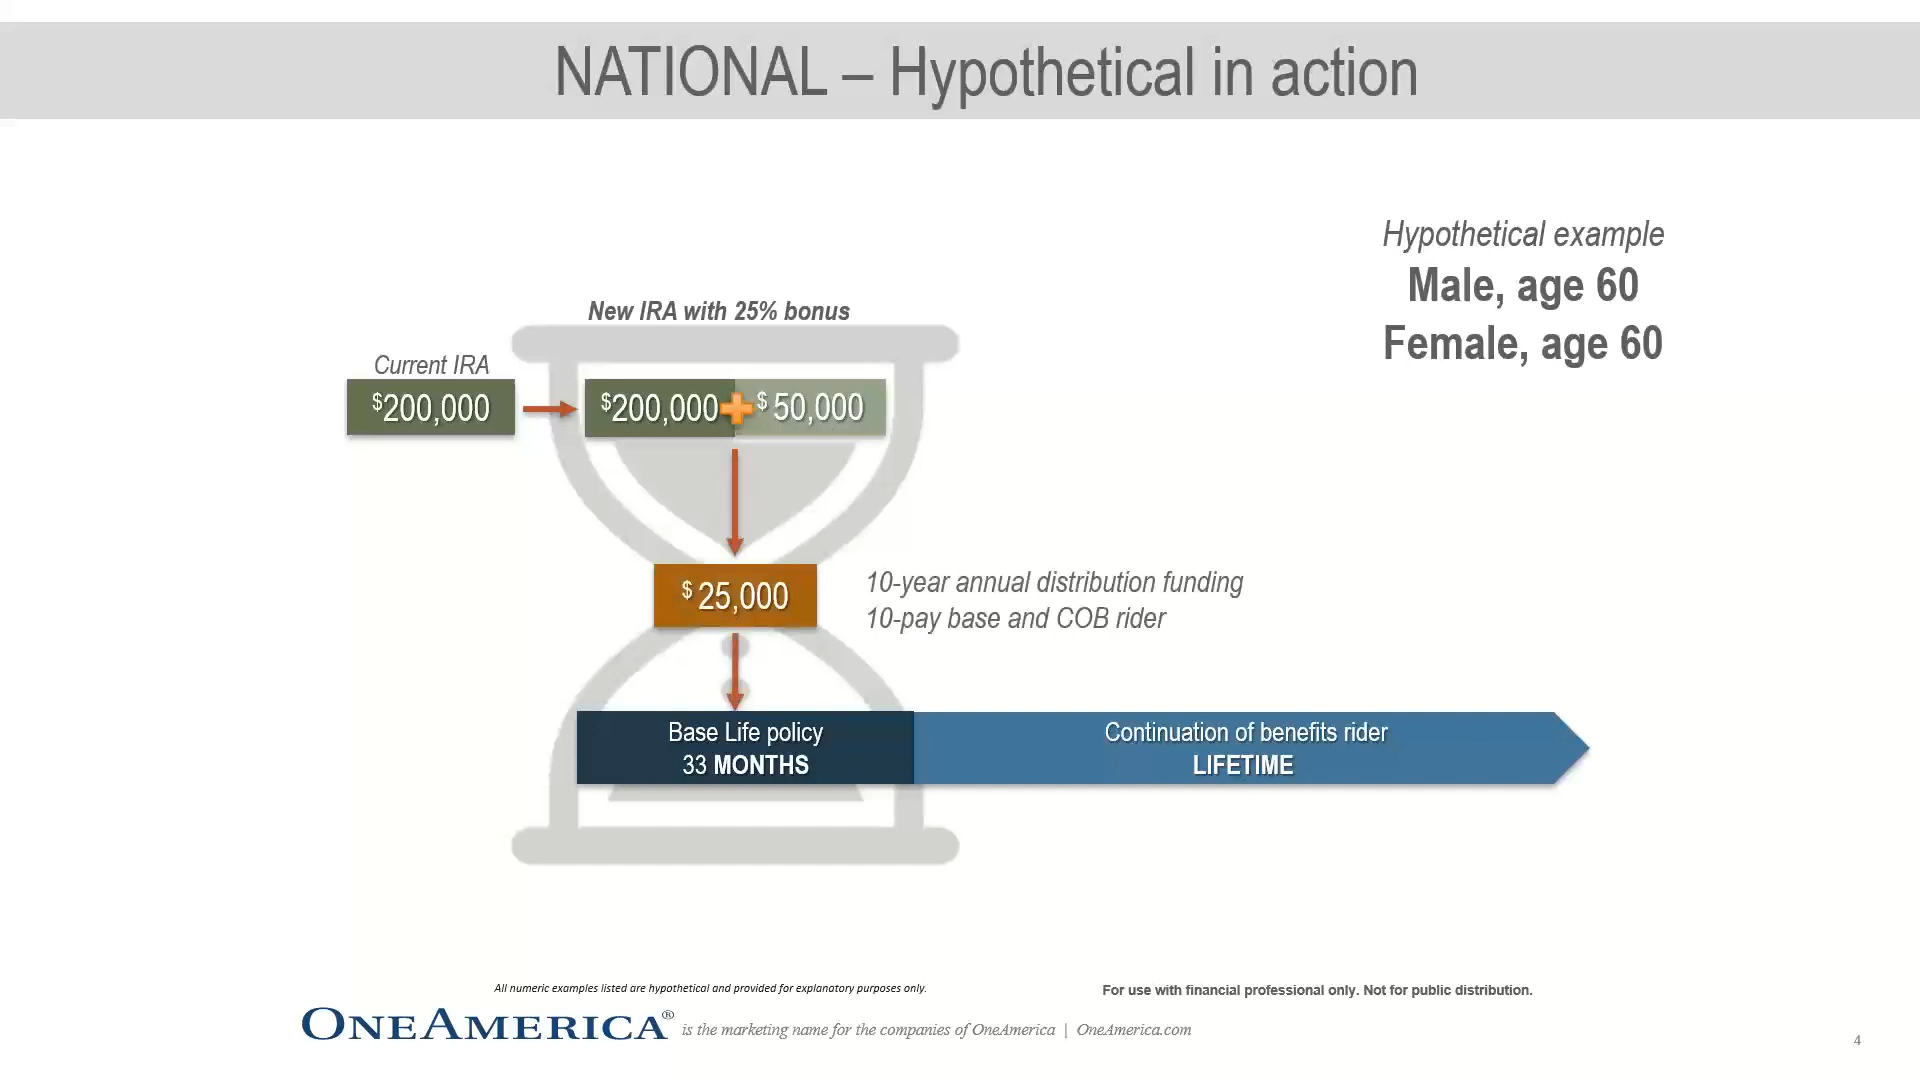 NATIONAL – Hypothetical in action
Hypothetical example
Male, age 60
Female, age 60
New IRA with 25% bonus
Current IRA
$200,000
$200,000 + $ 50,000
$ 25,000
10-year annual distribution funding
10-pay base and COB rider
Base Life policy
33 MONTHS
Continuation of benefits rider
LIFETIME
All numeric examples listed are hypothetical and provided for explanatory purposes only.
For use with financial professional only. Not for public distribution.
ONEAMERICA® is the marketing name for the companies of OneAmerica | OneAmerica.com
4